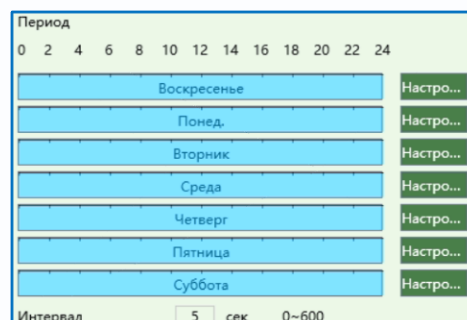 Период
0 2 4 6 8 10 12 14 16 18 20 22 24
Воскресенье Настро...
Понед. Настро...
Вторник Настро...
Среда Настро...
Четверг Настро...
Пятница Настро...
Суббота Настро...
Интервал 5 сек 0~600